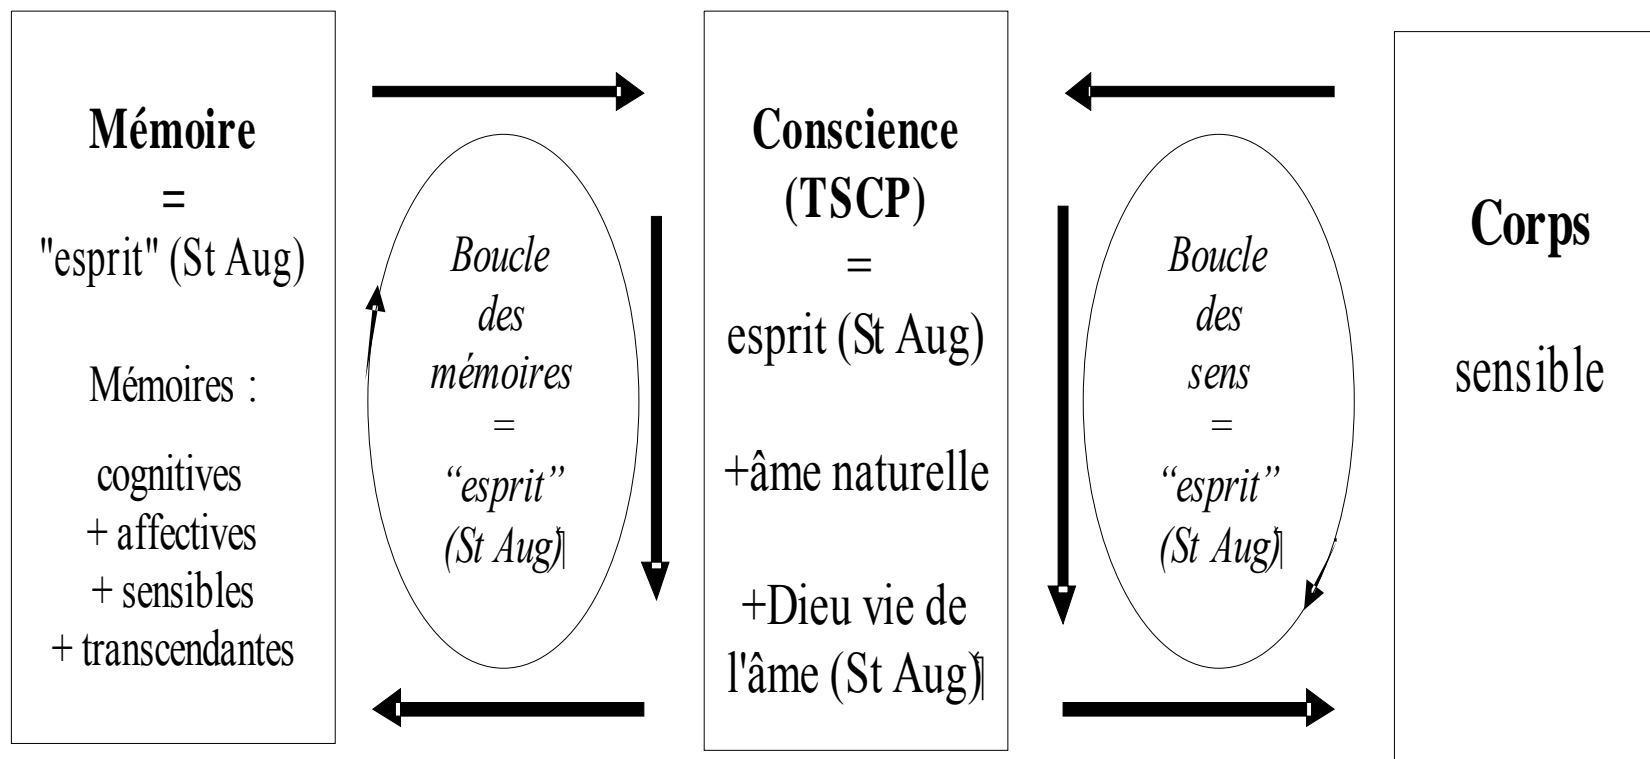 Mémoire
=
"esprit" (St Aug)
Mémoires :
cognitives
+ affectives
+ sensibles
+ transcendantes
Boucle
des
mémoires
=
“esprit”
(St Aug)
Conscience
(TSCP)
=
esprit (St Aug)
+âme naturelle
+Dieu vie de
l'âme (St Aug)
Boucle
des
sens
=
“esprit”
(St Aug)
Corps
sensible